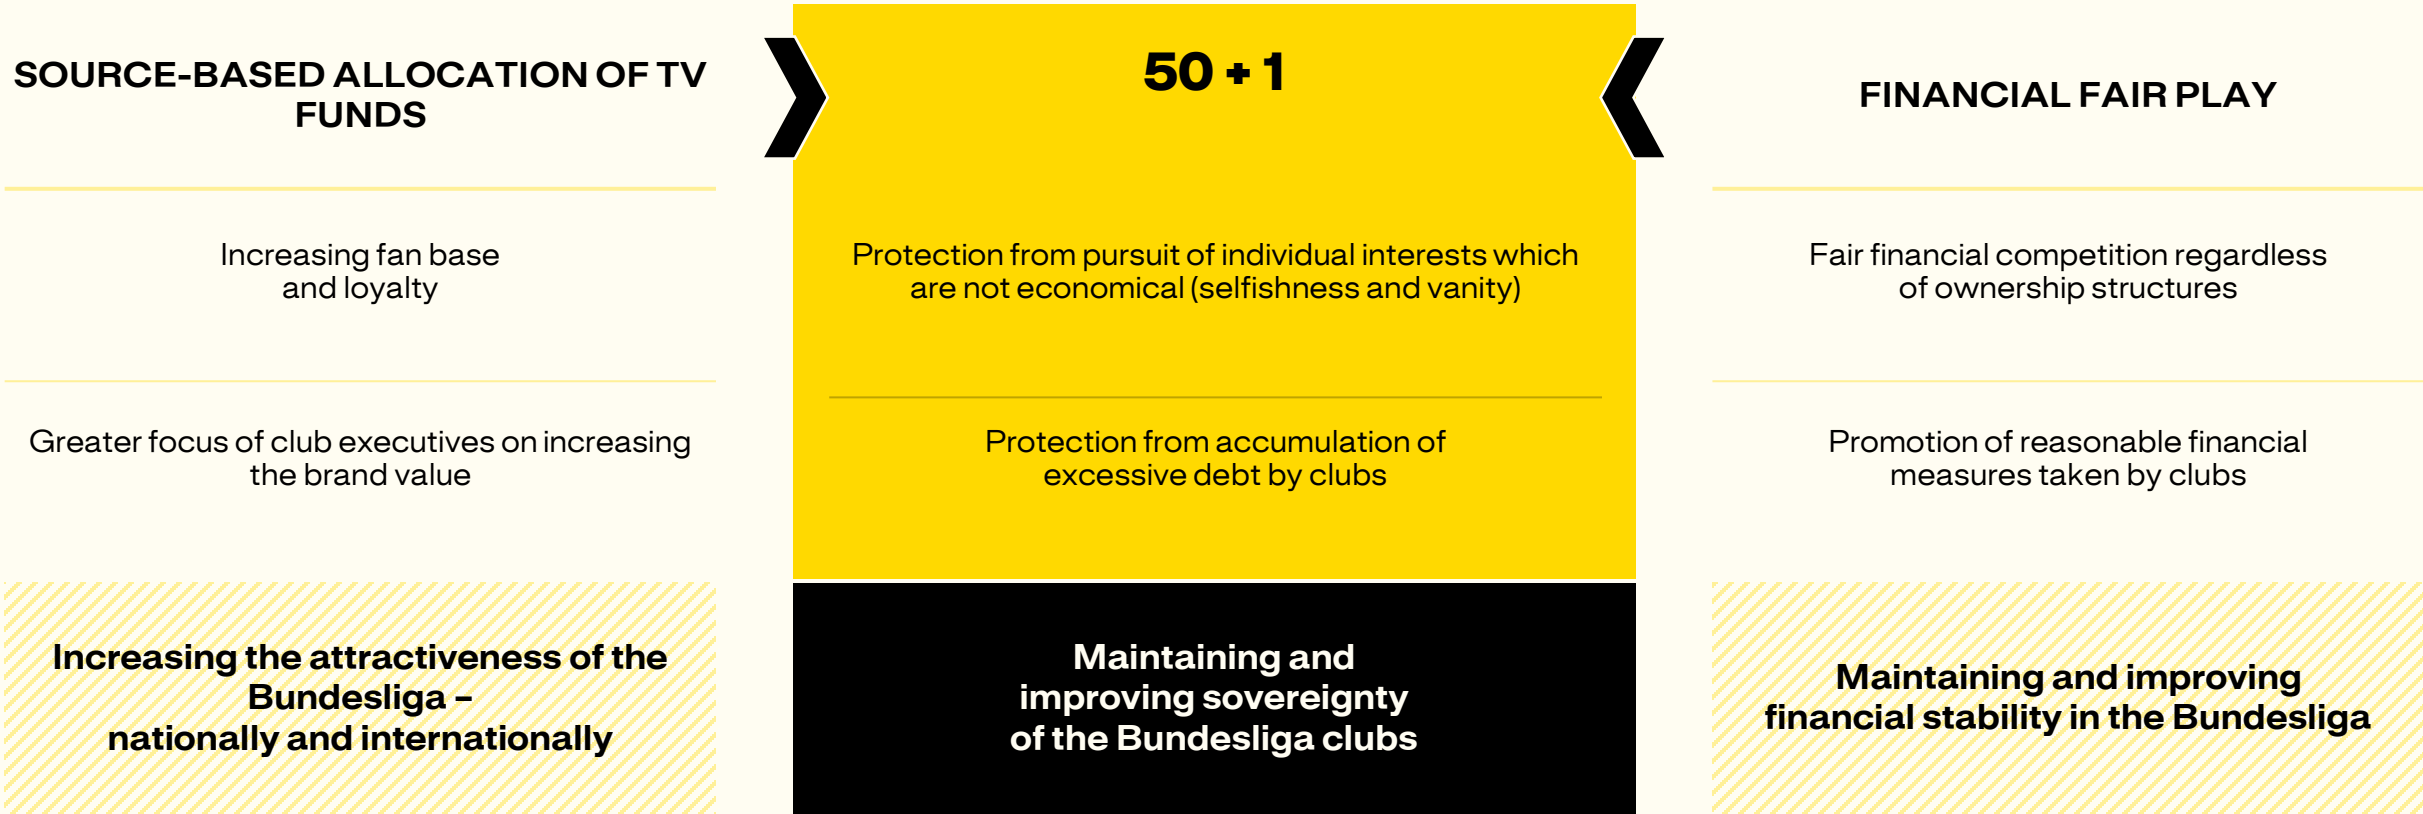 SOURCE-BASED ALLOCATION OF TV
FUNDS
Increasing fan base
and loyalty
Greater focus of club executives on increasing
the brand value
Increasing the attractiveness of the
Bundesliga –
nationally and internationally
50 + 1
Protection from pursuit of individual interests which
are not economical (selfishness and vanity)
Protection from accumulation of
excessive debt by clubs
Maintaining and
improving sovereignty
of the Bundesliga clubs
FINANCIAL FAIR PLAY
Fair financial competition regardless
of ownership structures
Promotion of reasonable financial
measures taken by clubs
Maintaining and improving
financial stability in the Bundesliga